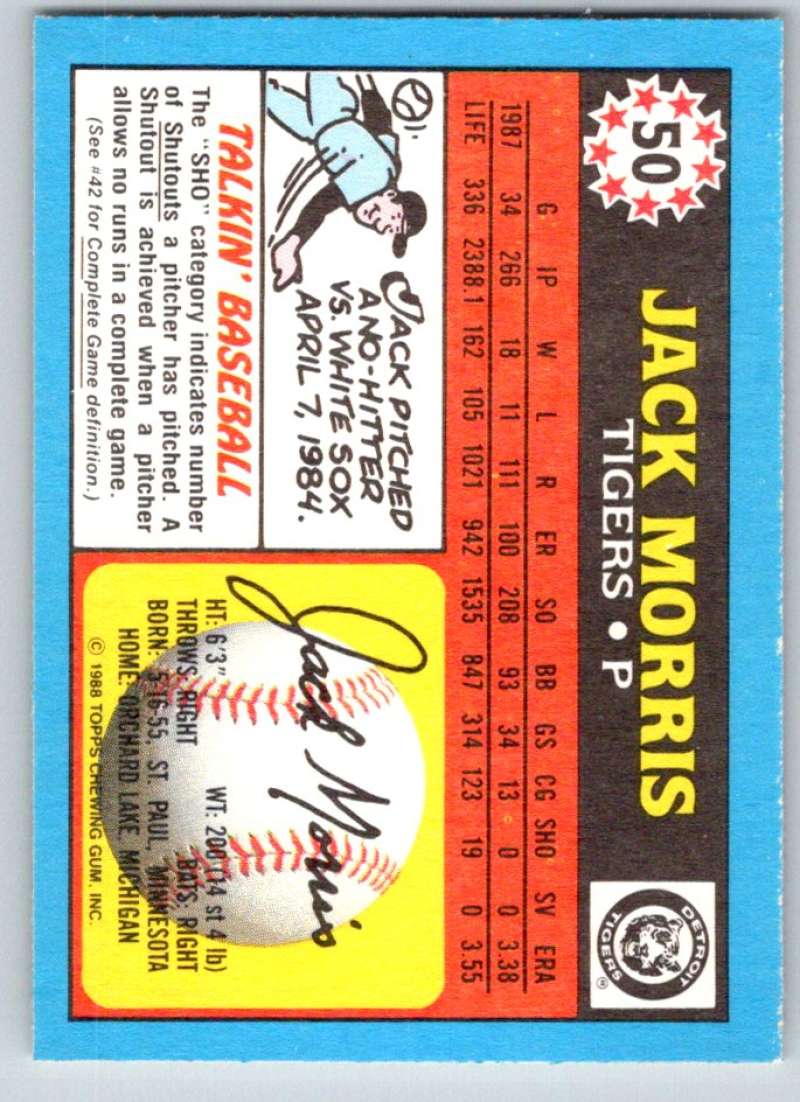 50
JACK MORRIS
TIGERS • P
DETROIT
TIGERS
®
G IP W L R ER SO BB GS CG SHO SV ERA
1987 34 266 18 11 111 100 208 93 34 13 0 0 3.38
LIFE 336 2388.1 162 105 1021 942 1535 847 314 123 19 0 3.55
JACK PITCHED
A NO-HITTER
VS. WHITE SOX
APRIL 7, 1984.
TALKIN' BASEBALL
The "SHO" category indicates number
of Shutouts a pitcher has pitched. A
Shutout is achieved when a pitcher
allows no runs in a complete game.
(See #42 for Complete Game definition.)
Jack Morris
HT: 6'3" WT: 200 (14 st 4 lb)
THROWS: RIGHT BATS: RIGHT
BORN: 5-16-55, ST. PAUL, MINNESOTA
HOME: ORCHARD LAKE, MICHIGAN
© 1988 TOPPS CHEWING GUM, INC.